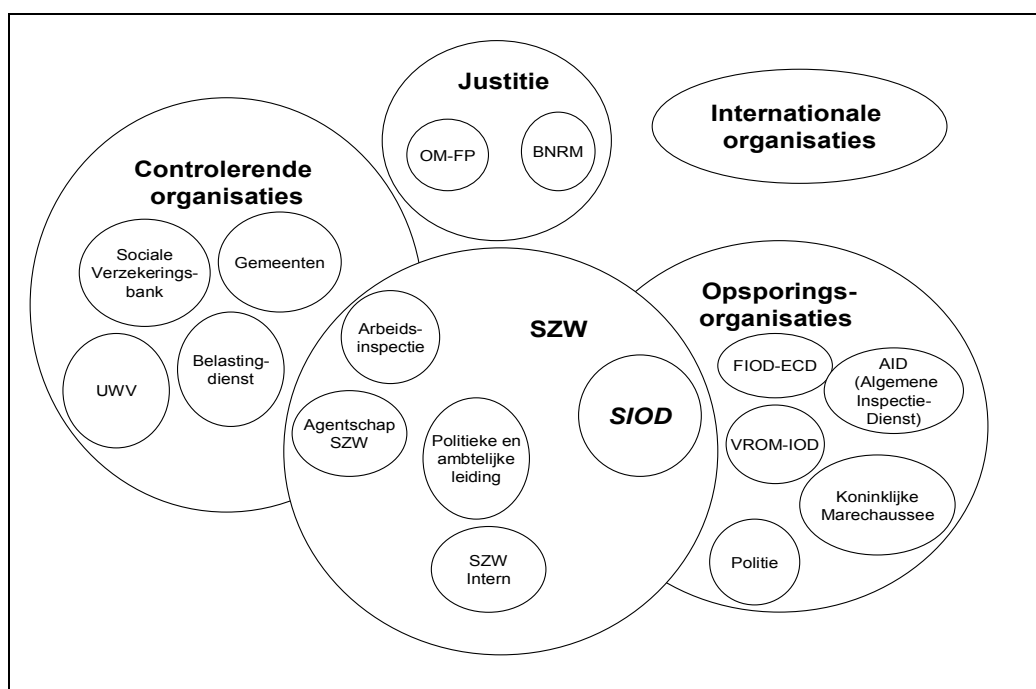 Justitie
OM-FP
BNRM
Internationale
organisaties
Controlerende
organisaties
Sociale
Verzekerings-
bank
Gemeenten
UWV
Belasting-
dienst
SZW
Arbeids-
inspectie
Agentschap
SZW
Politieke en
ambtelijke
leiding
SZW
Intern
SIOD
Opsporings-
organisaties
FIOD-ECD
AID
(Algemene
Inspectie-
Dienst)
VROM-IOD
Koninklijke
Marechaussee
Politie